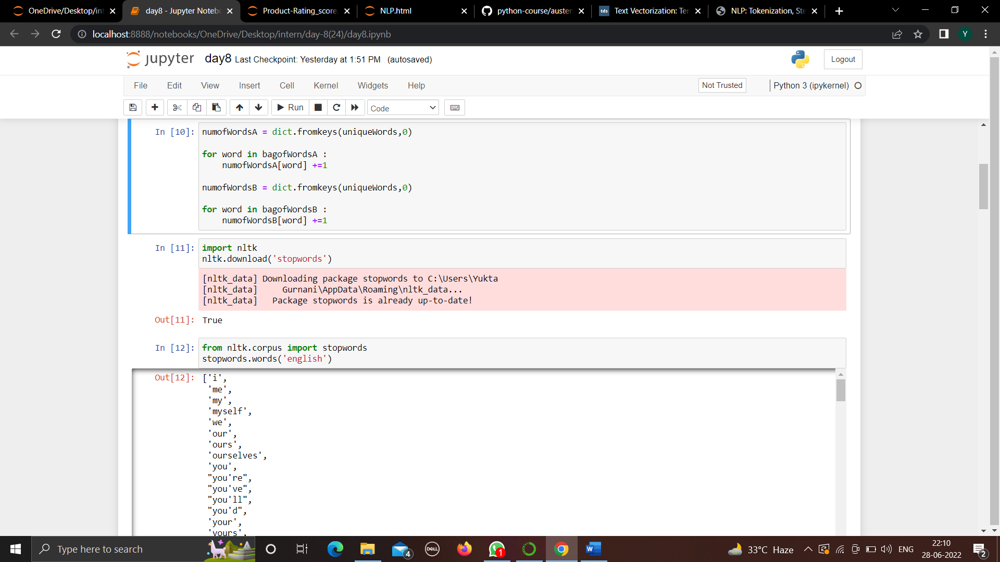 OneDrive/Desktop/int
day8 - Jupyter Notebo
Product-Rating_score.
NLP.html
python-course/austen
tds Text Vectorization: Ter
NLP: Tokenization, Ste
localhost:8888/notebooks/OneDrive/Desktop/intern/day-8(24)/day8.ipynb
Y
jupyter day8 Last Checkpoint: Yesterday at 1:51 PM (autosaved)
Logout
File Edit View Insert Cell Kernel Widgets Help
Not Trusted
Python 3 (ipykernel)
Run
Code
In [10]: numofWordsA = dict.fromkeys(uniqueWords,0)
for word in bagofWordsA :
numofWordsA[word] +=1
numofWordsB = dict.fromkeys(uniqueWords,0)
for word in bagofWordsB :
numofWordsB[word] +=1
In [11]: import nltk
nltk.download('stopwords')
[nltk_data] Downloading package stopwords to C:\Users\Yukta
[nltk_data]     Gurnani\AppData\Roaming\nltk_data...
[nltk_data]   Package stopwords is already up-to-date!
Out[11]: True
In [12]: from nltk.corpus import stopwords
stopwords.words('english')
Out[12]: ['i',
'me',
'my',
'myself',
'we',
'our',
'ours',
'ourselves',
'you',
"you're",
"you've",
"you'll",
"you'd",
'your',
'yours',
Type here to search
4
DELL
1
W
33°C Haze
ENG
22:10
28-06-2022
2